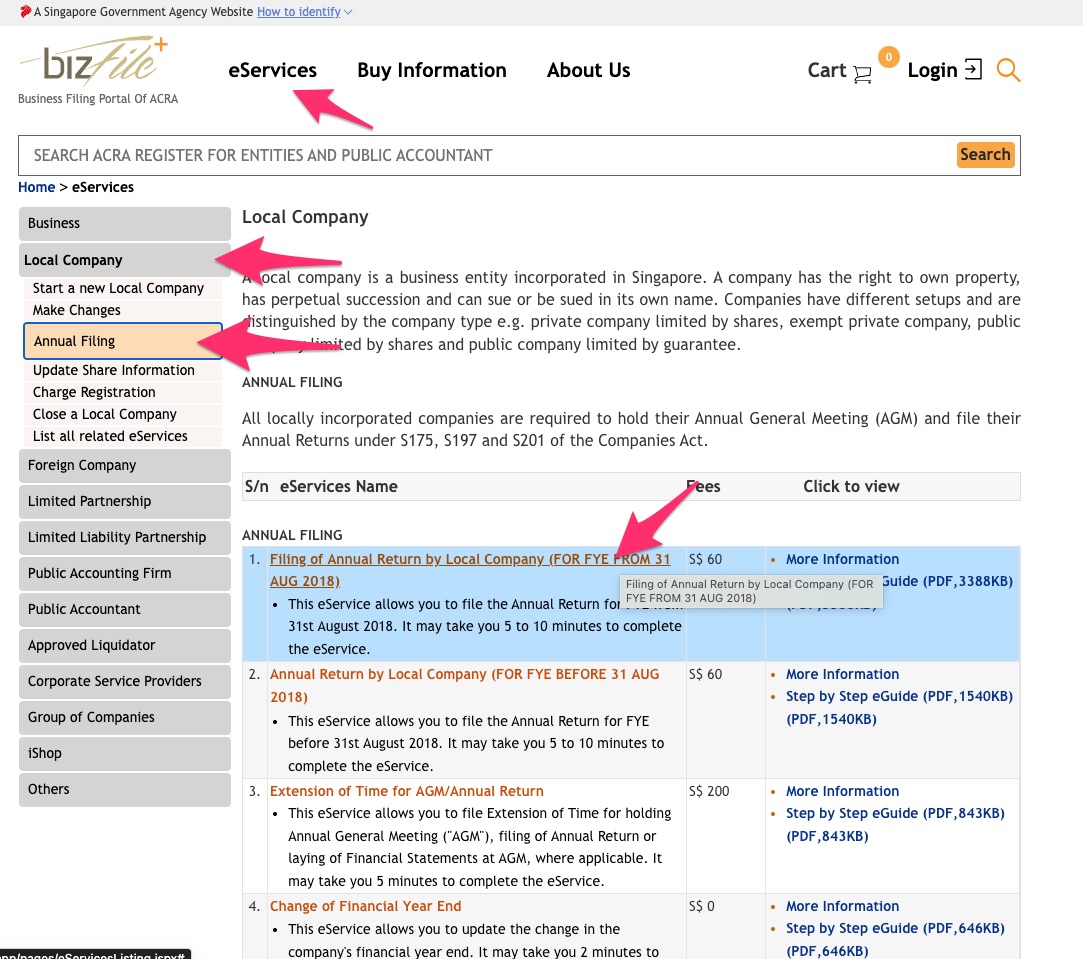 A Singapore Government Agency Website How to identify
bizfile+
Business Filing Portal Of ACRA
eServices
Buy Information
About Us
Cart
0
Login
SEARCH ACRA REGISTER FOR ENTITIES AND PUBLIC ACCOUNTANT
Search
Home > eServices
Business
Local Company
Start a new Local Company
Make Changes
Annual Filing
Update Share Information
Charge Registration
Close a Local Company
List all related eServices
Foreign Company
Limited Partnership
Limited Liability Partnership
Public Accounting Firm
Public Accountant
Approved Liquidator
Corporate Service Providers
Group of Companies
iShop
Others
Local Company
A local company is a business entity incorporated in Singapore. A company has the right to own property,
has perpetual succession and can sue or be sued in its own name. Companies have different setups and are
distinguished by the company type e.g. private company limited by shares, exempt private company, public
company limited by shares and public company limited by guarantee.
ANNUAL FILING
All locally incorporated companies are required to hold their Annual General Meeting (AGM) and file their
Annual Returns under S175, S197 and S201 of the Companies Act.
S/n eServices Name Fees Click to view
ANNUAL FILING
1. Filing of Annual Return by Local Company (FOR FYE FROM 31
AUG 2018)
S$ 60
• More Information
Guide (PDF,3388KB)
• This eService allows you to file the Annual Return for FYE from
31st August 2018. It may take you 5 to 10 minutes to complete
the eService.
Filing of Annual Return by Local Company (FOR
FYE FROM 31 AUG 2018)
2. Annual Return by Local Company (FOR FYE BEFORE 31 AUG
2018)
• This eService allows you to file the Annual Return for FYE
before 31st August 2018. It may take you 5 to 10 minutes to
complete the eService.
S$ 60
• More Information
• Step by Step eGuide (PDF,1540KB)
(PDF,1540KB)
3. Extension of Time for AGM/Annual Return
• This eService allows you to file Extension of Time for holding
Annual General Meeting ("AGM"), filing of Annual Return or
laying of Financial Statements at AGM, where applicable. It
may take you 5 minutes to complete the eService.
S$ 200
• More Information
• Step by Step eGuide (PDF,843KB)
(PDF,843KB)
4. Change of Financial Year End
• This eService allows you to update the change in the
company's financial year end. It may take you 2 minutes to
S$ 0
• More Information
• Step by Step eGuide (PDF,646KB)
(PDF,646KB)
app/pages/eServicesListing.jspx#